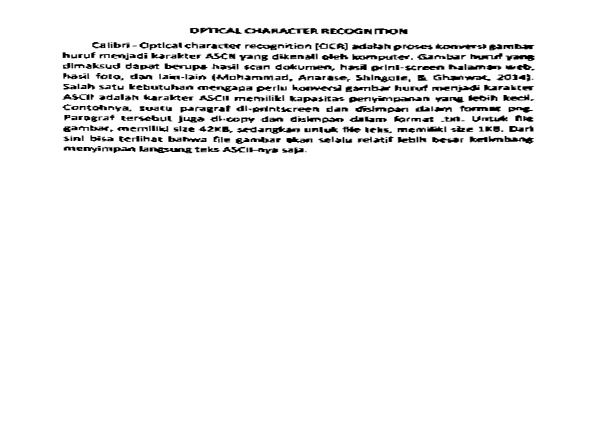 OPTICAL CHARACTER RECOGNITION
Calibri - Optical character recognition [OCR] adalah proses konversi gambar
huruf menjadi karakter ASCII yang dikenali oleh komputer. Gambar huruf yang
dimaksud dapat berupa hasil scan dokumen, hasil print-screen halaman web,
hasil foto, dan lain-lain (Mohammad, Anarase, Shingote, & Ghanwat, 2014).
Salah satu kebutuhan mengapa perlu konversi gambar huruf menjadi karakter
ASCII adalah karakter ASCII memiliki kapasitas penyimpanan yang lebih kecil.
Contohnya, suatu paragraf di-printscreen dan disimpan dalam format png.
Paragraf tersebut juga di-copy dan disimpan dalam format .txt. Untuk file
gambar, memiliki size 42KB, sedangkan untuk file teks, memiliki size 1KB. Dari
sini bisa terlihat bahwa file gambar akan selalu relatif lebih besar ketimbang
menyimpan langsung teks ASCII-nya saja.